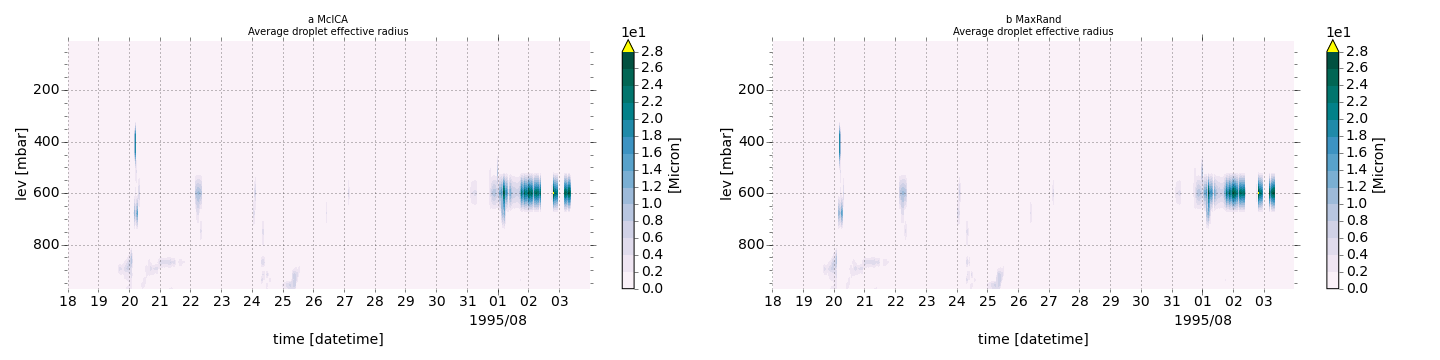 a McICA
Average droplet effective radius
1e1
2.8
2.6
2.4
2.2
2.0
1.8
1.6
1.4
1.2
1.0
0.8
0.6
0.4
0.2
0.0
[Micron]
lev [mbar]
200
400
600
800
18 19 20 21 22 23 24 25 26 27 28 29 30 31 01 02 03
1995/08
time [datetime]
b MaxRand
Average droplet effective radius
1e1
2.8
2.6
2.4
2.2
2.0
1.8
1.6
1.4
1.2
1.0
0.8
0.6
0.4
0.2
0.0
[Micron]
lev [mbar]
200
400
600
800
18 19 20 21 22 23 24 25 26 27 28 29 30 31 01 02 03
1995/08
time [datetime]